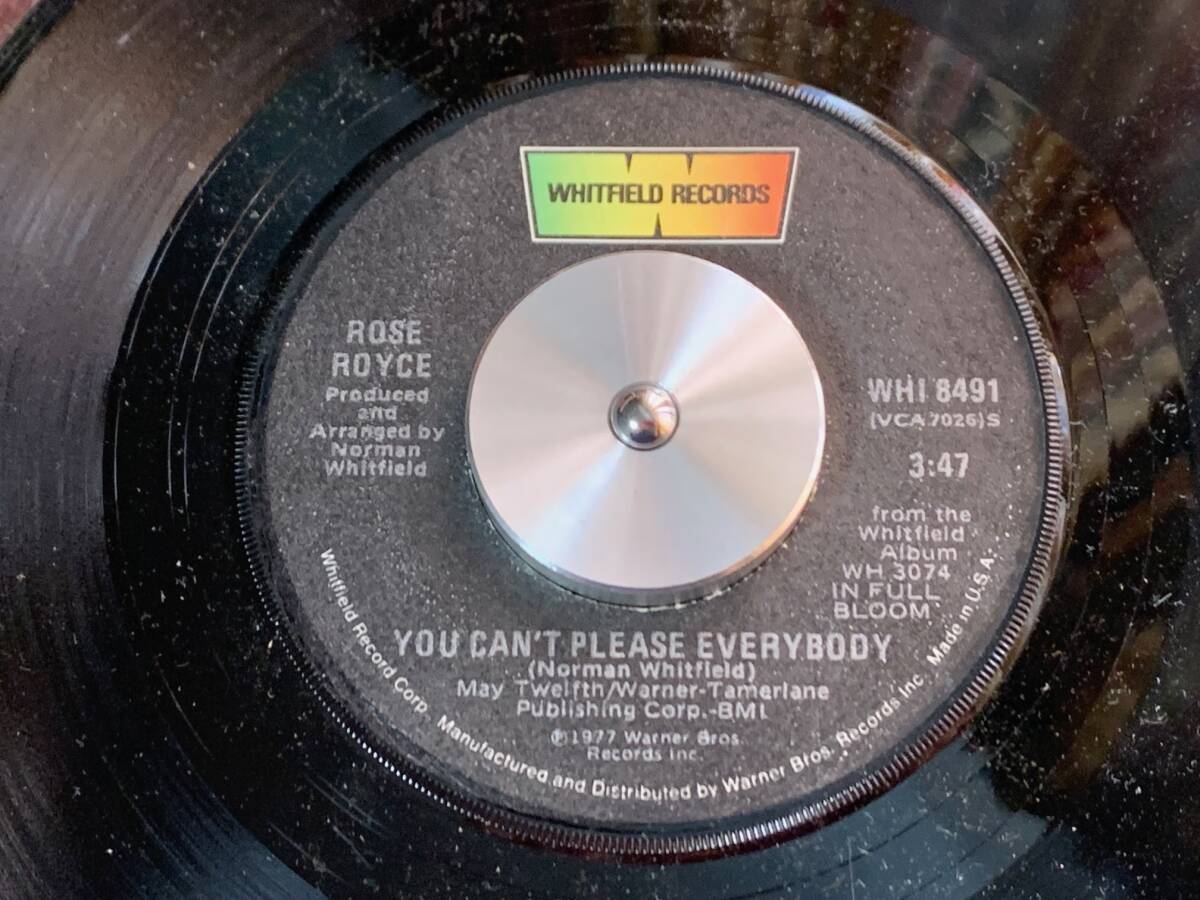 WHITFIELD RECORDS
ROSE
ROYCE
Produced
and
Arranged by
Norman
Whitfield
WHI 8491
(VCA 7026)S
3:47
from the
Whitfield
Album
WH 3074
IN FULL
BLOOM
YOU CAN'T PLEASE EVERYBODY
(Norman Whitfield)
May Twelfth/Warner-Tamerlane
Publishing Corp.-BMI
℗1977 Warner Bros.
Records Inc.
Whitfield Record Corp. Manufactured and Distributed by Warner Bros. Records Inc. Made in U.S.A.